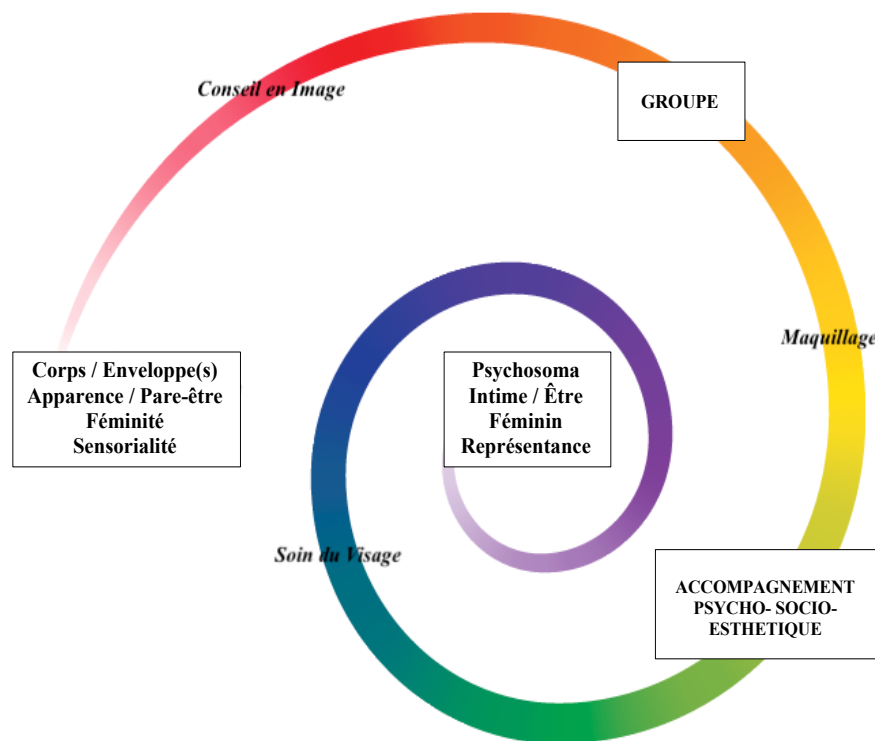 Conseil en Image
GROUPE
Maquillage
Corps / Enveloppe(s)
Apparence / Pare-être
Féminité
Sensorialité
Psychosoma
Intime / Être
Féminin
Représentance
Soin du Visage
ACCOMPAGNEMENT
PSYCHO- SOCIO-
ESTHETIQUE